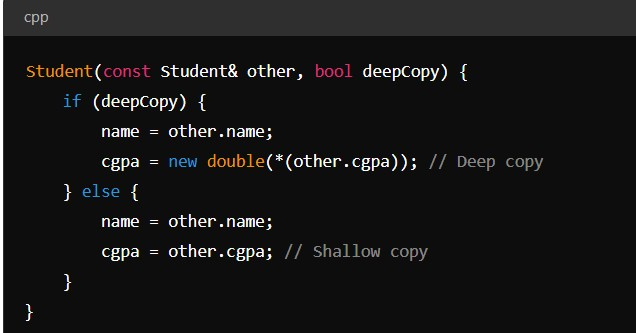 cpp
Student(const Student& other, bool deepCopy) {
    if (deepCopy) {
        name = other.name;
        cgpa = new double(*(other.cgpa)); // Deep copy
    } else {
        name = other.name;
        cgpa = other.cgpa; // Shallow copy
    }
}